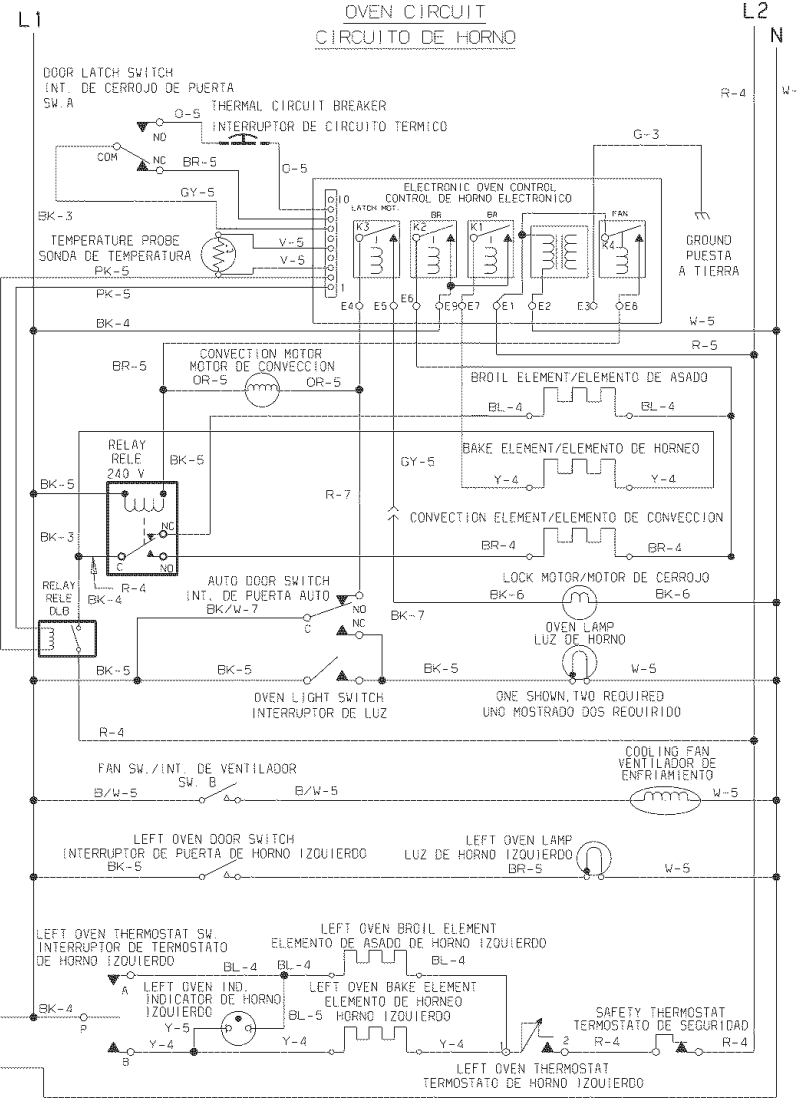 OVEN CIRCUIT
CIRCUITO DE HORNO
L1
L2
N
DOOR LATCH SWITCH
INT. DE CERROJO DE PUERTA
SW.A
THERMAL CIRCUIT BREAKER
INTERRUPTOR DE CIRCUITO TERMICO
O-5
NO
COM
NC
BR-5
O-5
GY-5
BK-3
R-4
W-
G-3
ELECTRONIC OVEN CONTROL
CONTROL DE HORNO ELECTRONICO
10
LATCH MOT.
BR
BA
FAN
K3
K2
K1
K4
TEMPERATURE PROBE
SONDA DE TEMPERATURA
V-5
V-5
PK-5
PK-5
1
GROUND
PUESTA
A TIERRA
E4
E5
E6
E9
E7
E1
E2
E3
E8
BK-4
W-5
R-5
CONVECTION MOTOR
MOTOR DE CONVECCION
BR-5
OR-5
OR-5
BROIL ELEMENT/ELEMENTO DE ASADO
BL-4
BL-4
RELAY
RELE
240 V
BK-5
BAKE ELEMENT/ELEMENTO DE HORNEO
GY-5
Y-4
Y-4
BK-5
R-7
NC
BK-3
CONVECTION ELEMENT/ELEMENTO DE CONVECCION
BR-4
BR-4
C
NO
R-4
RELAY
RELE
DLB
BK-4
AUTO DOOR SWITCH
INT. DE PUERTA AUTO
BK/W-7
NO
C
NC
BK-7
LOCK MOTOR/MOTOR DE CERROJO
BK-6
BK-6
OVEN LAMP
LUZ DE HORNO
BK-5
BK-5
BK-5
W-5
OVEN LIGHT SWITCH
INTERRUPTOR DE LUZ
ONE SHOWN,TWO REQUIRED
UNO MOSTRADO DOS REQUIRIDO
R-4
FAN SW./INT. DE VENTILADOR
SW. B
B/W-5
B/W-5
COOLING FAN
VENTILADOR DE
ENFRIAMIENTO
W-5
LEFT OVEN DOOR SWITCH
INTERRUPTOR DE PUERTA DE HORNO IZQUIERDO
BK-5
LEFT OVEN LAMP
LUZ DE HORNO IZQUIERDO
BR-5
W-5
LEFT OVEN THERMOSTAT SW.
INTERRUPTOR DE TERMOSTATO
DE HORNO IZQUIERDO
LEFT OVEN BROIL ELEMENT
ELEMENTO DE ASADO DE HORNO IZQUIERDO
BL-4
BL-4
BL-4
A
LEFT OVEN IND.
INDICATOR DE HORNO
IZQUIERDO
LEFT OVEN BAKE ELEMENT
ELEMENTO DE HORNEO
HORNO IZQUIERDO
BK-4
P
Y-5
BL-5
Y-4
Y-4
Y-4
B
1
2
SAFETY THERMOSTAT
TERMOSTATO DE SEGURIDAD
R-4
R-4
LEFT OVEN THERMOSTAT
TERMOSTATO DE HORNO IZQUIERDO